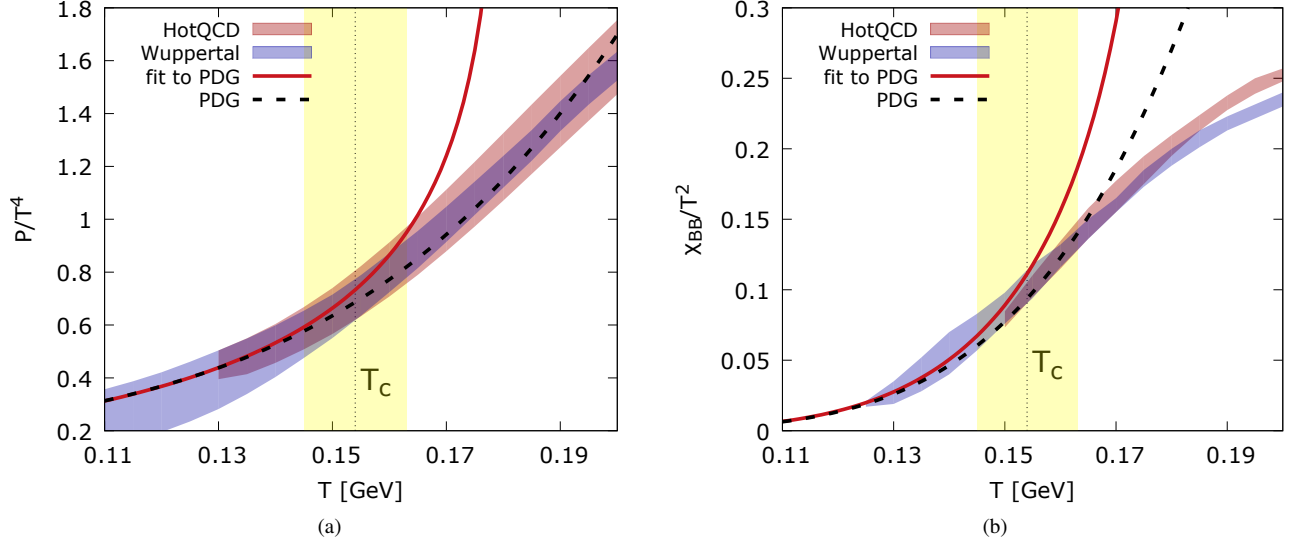 HotQCD
Wuppertal
fit to PDG
PDG
1.8
1.6
1.4
1.2
1
0.8
0.6
0.4
0.2
P/T⁴
T_c
0.11 0.13 0.15 0.17 0.19
T [GeV]
(a)
HotQCD
Wuppertal
fit to PDG
PDG
0.3
0.25
0.2
0.15
0.1
0.05
0
χ_BB/T²
T_c
0.11 0.13 0.15 0.17 0.19
T [GeV]
(b)